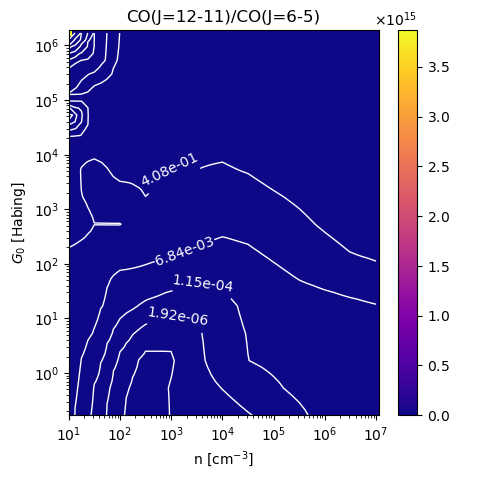 CO(J=12-11)/CO(J=6-5)
×10¹⁵
G₀ [Habing]
10⁶
10⁵
10⁴
10³
10²
10¹
10⁰
4.08e-01
6.84e-03
1.15e-04
1.92e-06
3.5
3.0
2.5
2.0
1.5
1.0
0.5
0.0
10¹ 10² 10³ 10⁴ 10⁵ 10⁶ 10⁷
n [cm⁻³]